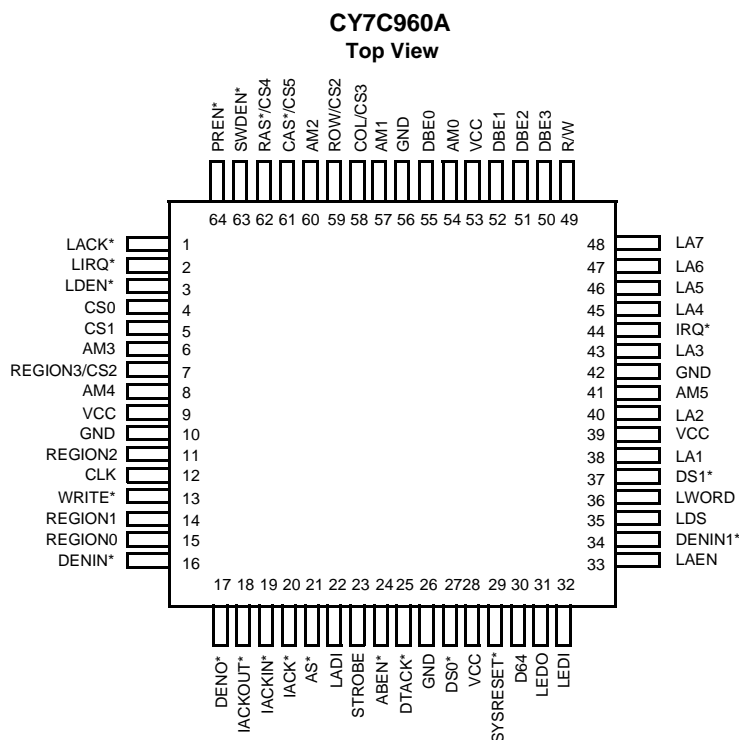 CY7C960A
Top View
PREN*
SWDEN*
RAS*/CS4
CAS*/CS5
AM2
ROW/CS2
COL/CS3
AM1
GND
DBE0
AM0
VCC
DBE1
DBE2
DBE3
R/W
64 63 62 61 60 59 58 57 56 55 54 53 52 51 50 49
LACK* 1
LIRQ* 2
LDEN* 3
CS0 4
CS1 5
AM3 6
REGION3/CS2 7
AM4 8
VCC 9
GND 10
REGION2 11
CLK 12
WRITE* 13
REGION1 14
REGION0 15
DENIN* 16
48 LA7
47 LA6
46 LA5
45 LA4
44 IRQ*
43 LA3
42 GND
41 AM5
40 LA2
39 VCC
38 LA1
37 DS1*
36 LWORD
35 LDS
34 DENIN1*
33 LAEN
17 18 19 20 21 22 23 24 25 26 27 28 29 30 31 32
DENO*
IACKOUT*
IACKIN*
IACK*
AS*
LADI
STROBE
ABEN*
DTACK*
GND
DS0*
VCC
SYSRESET*
D64
LEDO
LEDI